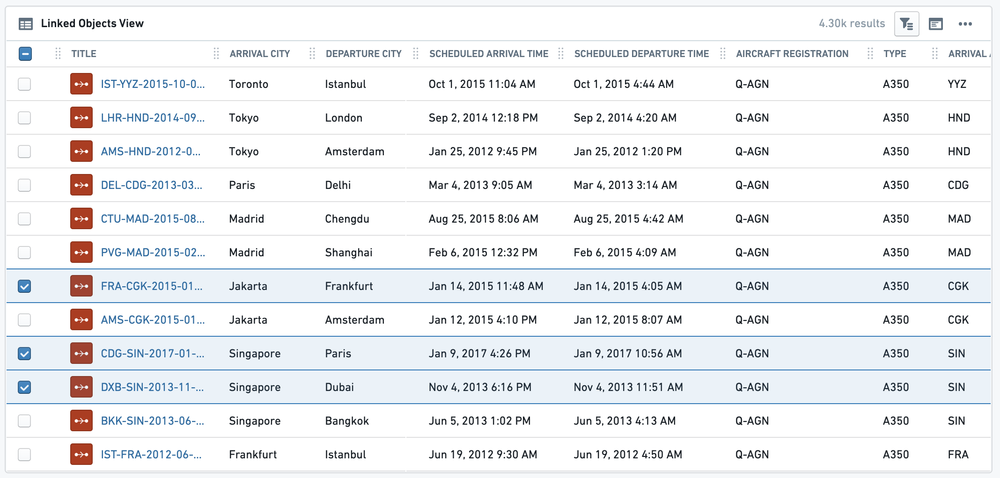 Linked Objects View 4.30k results
TITLE ARRIVAL CITY DEPARTURE CITY SCHEDULED ARRIVAL TIME SCHEDULED DEPARTURE TIME AIRCRAFT REGISTRATION TYPE ARRIVAL
IST-YYZ-2015-10-0... Toronto Istanbul Oct 1, 2015 11:04 AM Oct 1, 2015 4:44 AM Q-AGN A350 YYZ
LHR-HND-2014-09... Tokyo London Sep 2, 2014 12:18 PM Sep 2, 2014 4:20 AM Q-AGN A350 HND
AMS-HND-2012-0... Tokyo Amsterdam Jan 25, 2012 9:45 PM Jan 25, 2012 1:20 PM Q-AGN A350 HND
DEL-CDG-2013-03... Paris Delhi Mar 4, 2013 9:05 AM Mar 4, 2013 3:14 AM Q-AGN A350 CDG
CTU-MAD-2015-08... Madrid Chengdu Aug 25, 2015 8:06 AM Aug 25, 2015 4:42 AM Q-AGN A350 MAD
PVG-MAD-2015-02... Madrid Shanghai Feb 6, 2015 12:32 PM Feb 6, 2015 4:09 AM Q-AGN A350 MAD
FRA-CGK-2015-01... Jakarta Frankfurt Jan 14, 2015 11:48 AM Jan 14, 2015 4:05 AM Q-AGN A350 CGK
AMS-CGK-2015-01... Jakarta Amsterdam Jan 12, 2015 4:10 PM Jan 12, 2015 8:07 AM Q-AGN A350 CGK
CDG-SIN-2017-01-... Singapore Paris Jan 9, 2017 4:26 PM Jan 9, 2017 10:56 AM Q-AGN A350 SIN
DXB-SIN-2013-11-... Singapore Dubai Nov 4, 2013 6:16 PM Nov 4, 2013 11:51 AM Q-AGN A350 SIN
BKK-SIN-2013-06-... Singapore Bangkok Jun 5, 2013 1:02 PM Jun 5, 2013 4:13 AM Q-AGN A350 SIN
IST-FRA-2012-06-... Frankfurt Istanbul Jun 19, 2012 9:30 AM Jun 19, 2012 4:50 AM Q-AGN A350 FRA